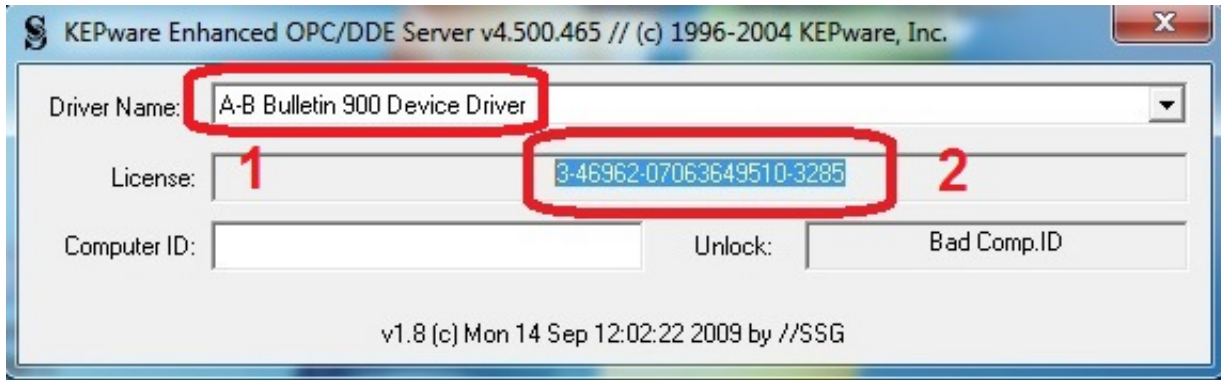 KEPware Enhanced OPC/DDE Server v4.500.465 // (c) 1996-2004 KEPware, Inc.
Driver Name: A-B Bulletin 900 Device Driver
1
License: 3-46962-07063649510-3285 2
Computer ID: Unlock: Bad Comp.ID
v1.8 (c) Mon 14 Sep 12:02:22 2009 by //SSG